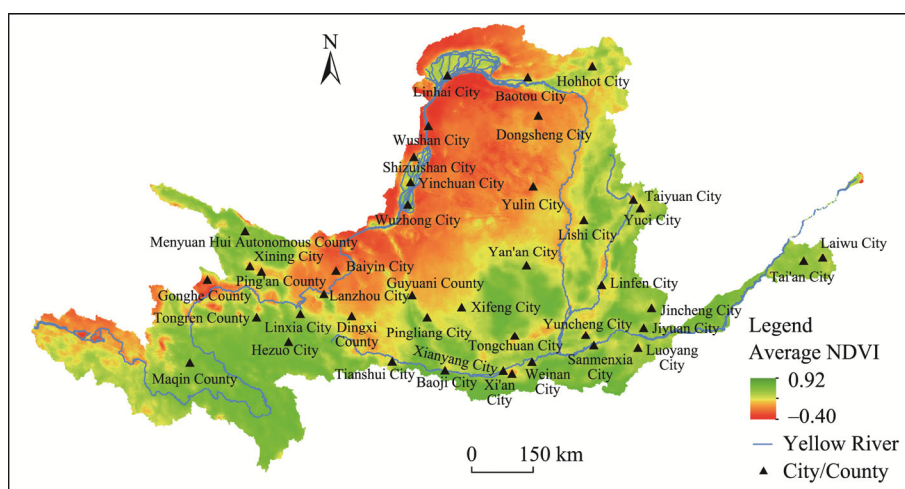 N
Hohhot City
Linhai City
Baotou City
Dongsheng City
Wushan City
Shizuishan City
Yinchuan City
Yulin City
Taiyuan City
Yuci City
Wuzhong City
Lishi City
Menyuan Hui Autonomous County
Xining City
Yan'an City
Laiwu City
Tai'an City
Baiyin City
Ping'an County
Guyuani County
Linfen City
Gonghe County
Lanzhou City
Xifeng City
Jincheng City
Tongren County
Linxia City
Dingxi
County
Pingliang City
Yuncheng City
Jiyuan City
Hezuo City
Tongchuan City
Xianyang City
Sanmenxia
City
Luoyang
City
Maqin County
Tianshui City
Baoji City
Xi'an
City
Weinan
City
Legend
Average NDVI
0.92
–0.40
Yellow River
City/County
0 150 km